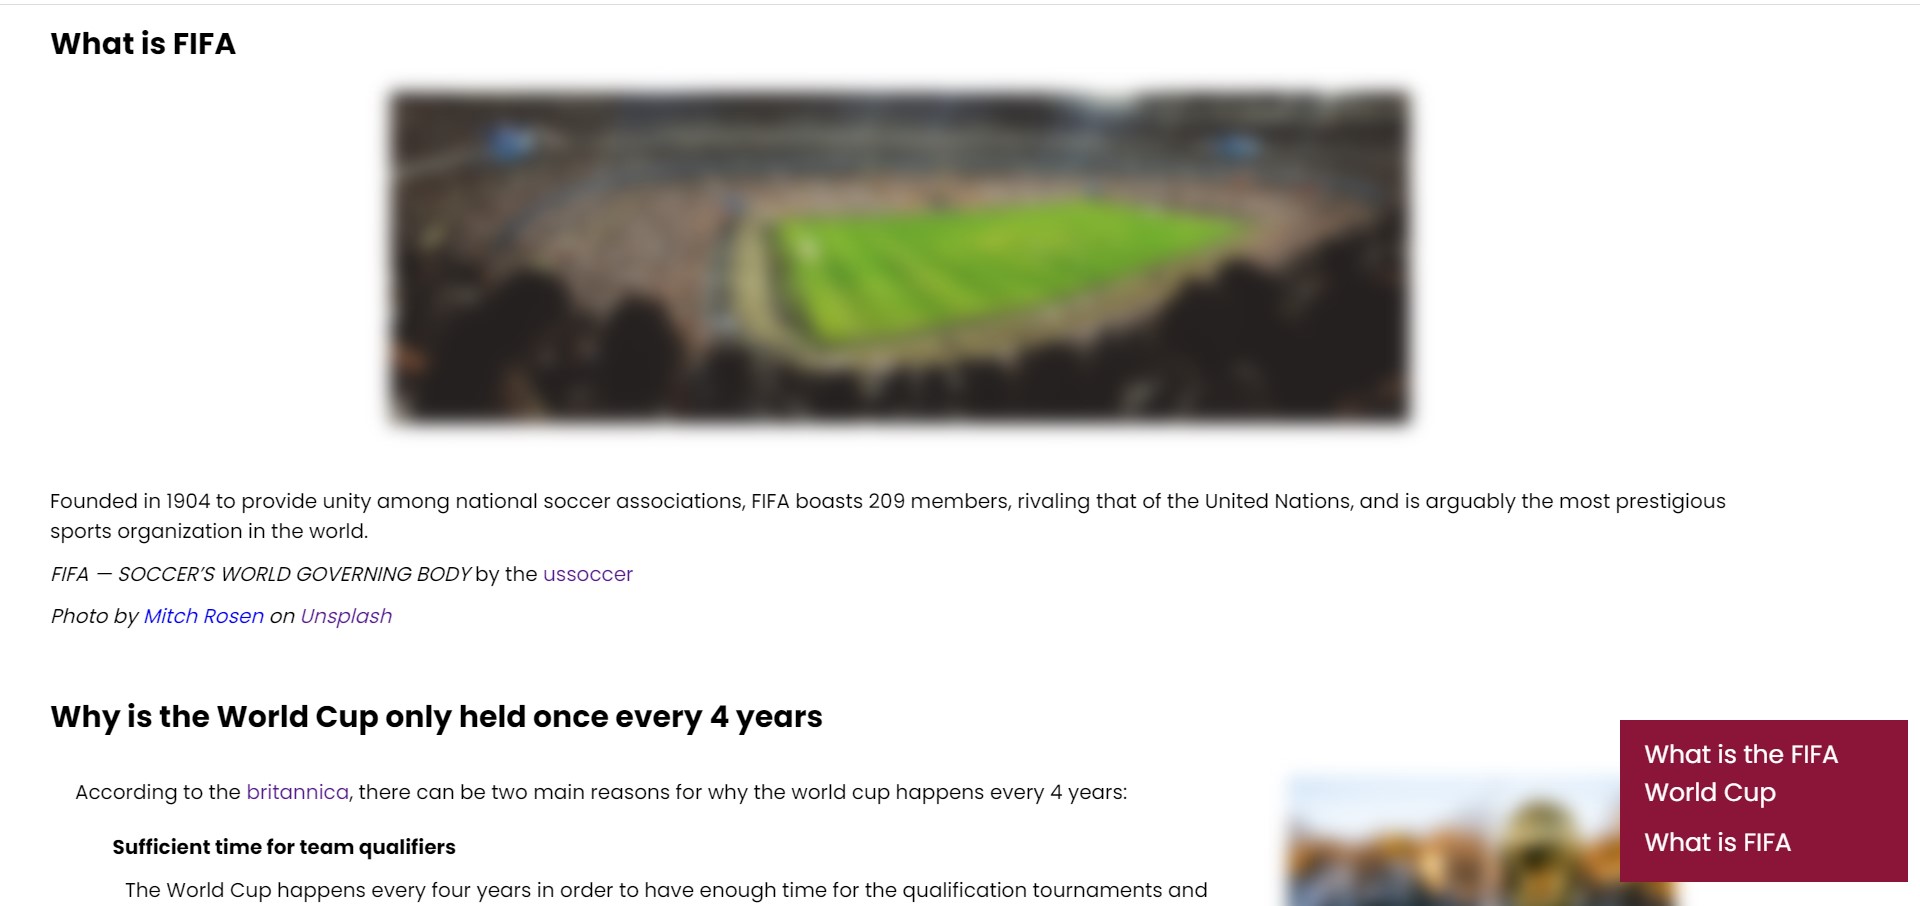 What is FIFA
Founded in 1904 to provide unity among national soccer associations, FIFA boasts 209 members, rivaling that of the United Nations, and is arguably the most prestigious
sports organization in the world.
FIFA — SOCCER’S WORLD GOVERNING BODY by the ussoccer
Photo by Mitch Rosen on Unsplash
Why is the World Cup only held once every 4 years
According to the britannica, there can be two main reasons for why the world cup happens every 4 years:
Sufficient time for team qualifiers
The World Cup happens every four years in order to have enough time for the qualification tournaments and
What is the FIFA
World Cup
What is FIFA